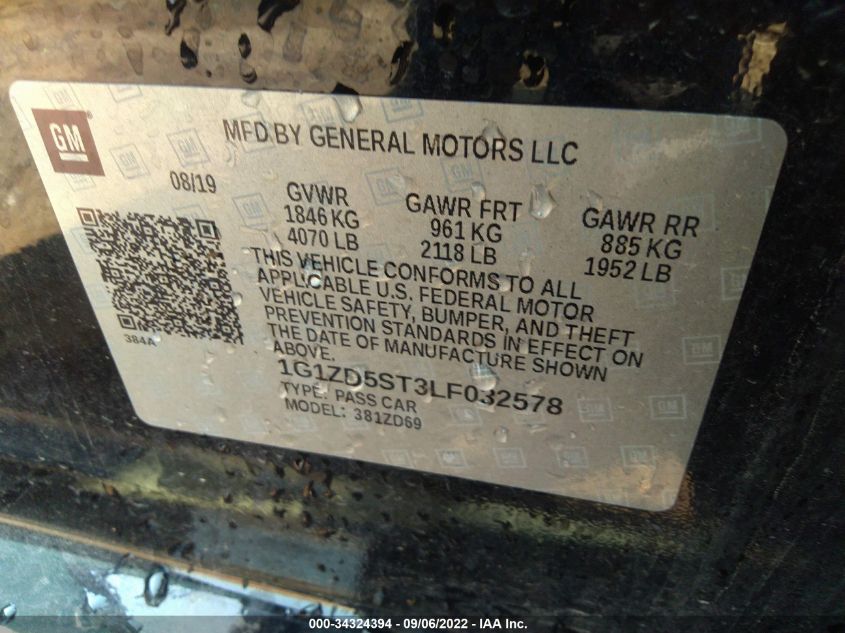 GM
MFD BY GENERAL MOTORS LLC
08/19
GVWR
1846 KG
4070 LB
GAWR FRT
961 KG
2118 LB
GAWR RR
885 KG
1952 LB
THIS VEHICLE CONFORMS TO ALL
APPLICABLE U.S. FEDERAL MOTOR
VEHICLE SAFETY, BUMPER, AND THEFT
PREVENTION STANDARDS IN EFFECT ON
THE DATE OF MANUFACTURE SHOWN
ABOVE.
384A
1G1ZD5ST3LF032578
TYPE: PASS CAR
MODEL: 381ZD69
000-34324394 - 09/06/2022 - IAA Inc.